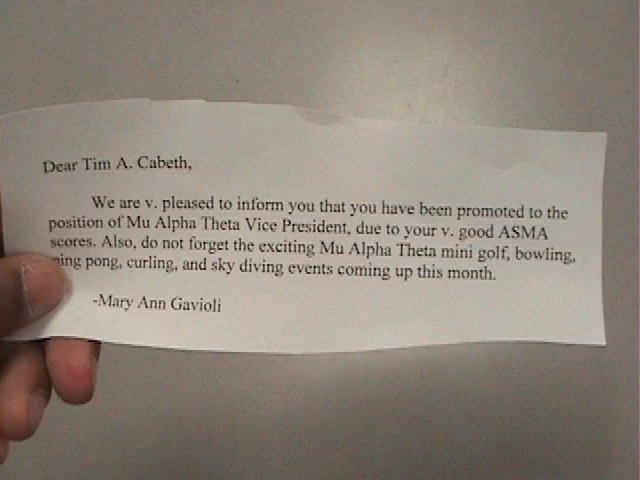 Dear Tim A. Cabeth,
We are v. pleased to inform you that you have been promoted to the
position of Mu Alpha Theta Vice President, due to your v. good ASMA
scores. Also, do not forget the exciting Mu Alpha Theta mini golf, bowling,
ping pong, curling, and sky diving events coming up this month.
-Mary Ann Gavioli